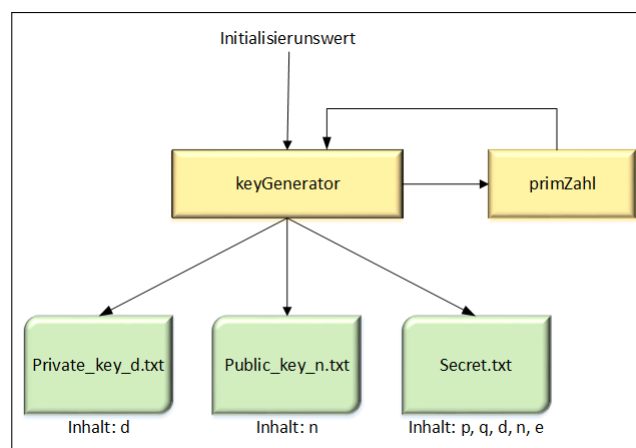 Initialisierunswert
keyGenerator
primZahl
Private_key_d.txt
Public_key_n.txt
Secret.txt
Inhalt: d
Inhalt: n
Inhalt: p, q, d, n, e